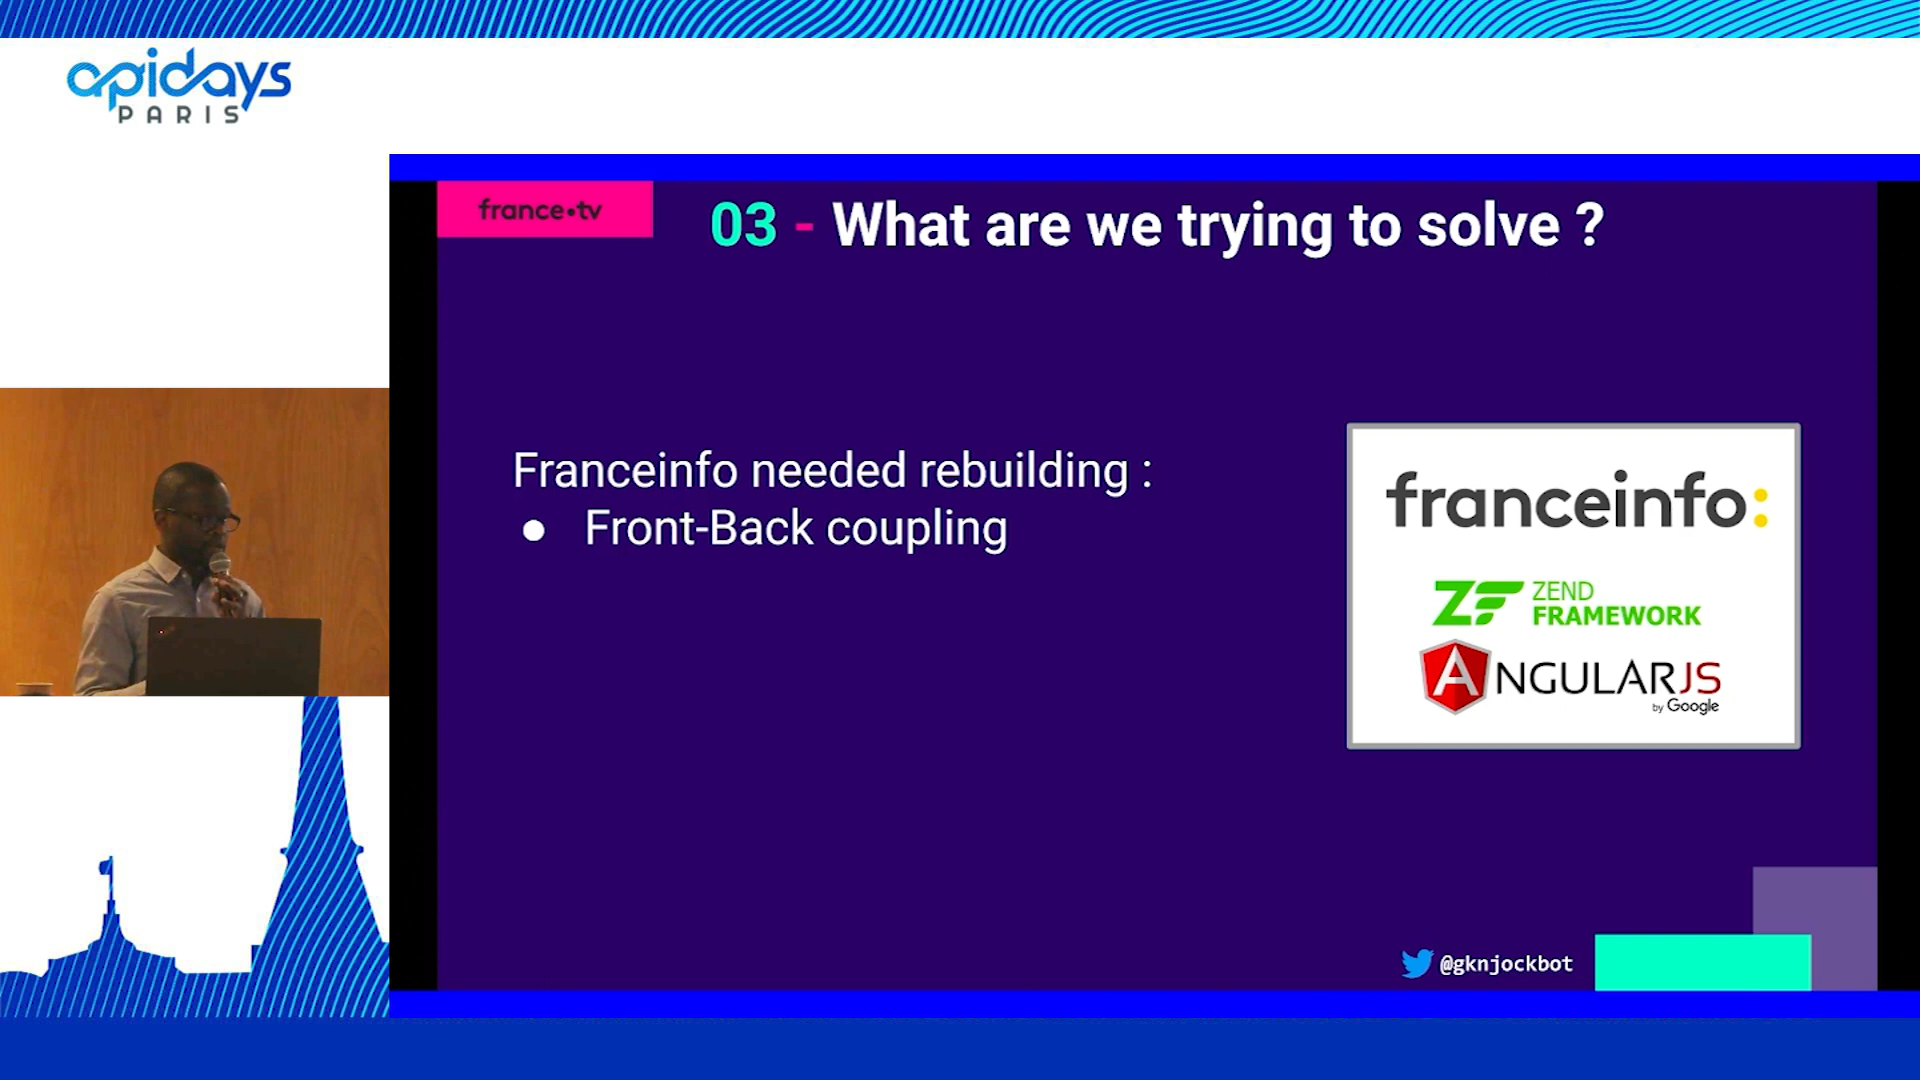 apidays
PARIS
france•tv
03 - What are we trying to solve ?
Franceinfo needed rebuilding :
● Front-Back coupling
franceinfo:
ZF ZEND
FRAMEWORK
ANGULARJS
by Google
@gknjockbot